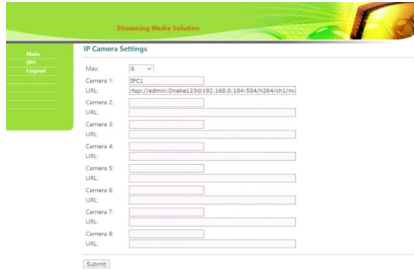 Streaming Media Solution
Main
IPC
Logout
IP Camera Settings
Max: 8
Camera 1: IPC1
URL: rtsp://admin:Dnake123@192.168.0.104:554/h264/ch1/m
Camera 2:
URL:
Camera 3:
URL:
Camera 4:
URL:
Camera 5:
URL:
Camera 6:
URL:
Camera 7:
URL:
Camera 8:
URL:
Submit